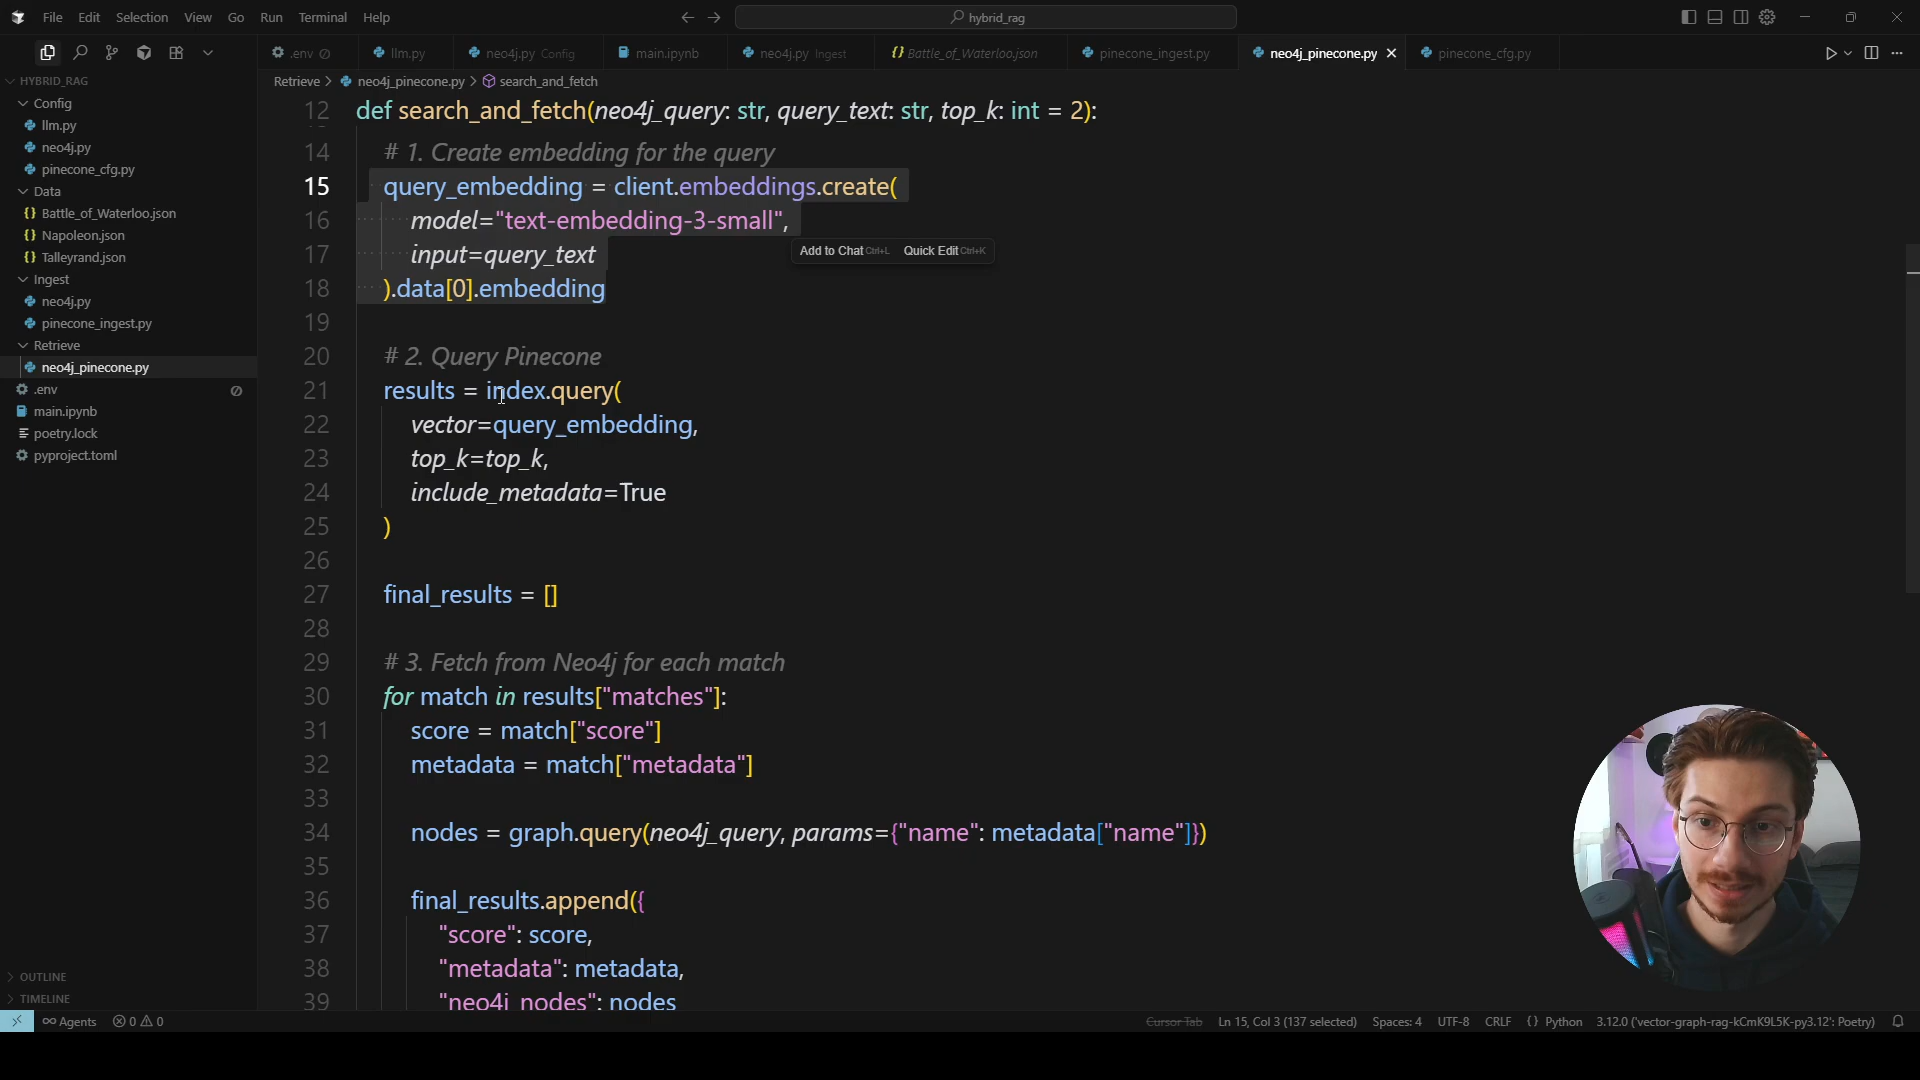 File Edit Selection View Go Run Terminal Help
hybrid_rag
.env llm.py neo4j.py Config main.ipynb neo4j.py Ingest Battle_of_Waterloo.json pinecone_ingest.py neo4j_pinecone.py pinecone_cfg.py
HYBRID_RAG
Config
llm.py
neo4j.py
pinecone_cfg.py
Data
Battle_of_Waterloo.json
Napoleon.json
Talleyrand.json
Ingest
neo4j.py
pinecone_ingest.py
Retrieve
neo4j_pinecone.py
.env
main.ipynb
poetry.lock
pyproject.toml
OUTLINE
TIMELINE
Retrieve > neo4j_pinecone.py > search_and_fetch
12 def search_and_fetch(neo4j_query: str, query_text: str, top_k: int = 2):
14 # 1. Create embedding for the query
15 query_embedding = client.embeddings.create(
16 model="text-embedding-3-small",
17 input=query_text
Add to Chat Ctrl+L Quick Edit Ctrl+K
18 ).data[0].embedding
19
20 # 2. Query Pinecone
21 results = index.query(
22 vector=query_embedding,
23 top_k=top_k,
24 include_metadata=True
25 )
26
27 final_results = []
28
29 # 3. Fetch from Neo4j for each match
30 for match in results["matches"]:
31 score = match["score"]
32 metadata = match["metadata"]
33
34 nodes = graph.query(neo4j_query, params={"name": metadata["name"]})
35
36 final_results.append({
37 "score": score,
38 "metadata": metadata,
39 "neo4j_nodes": nodes
Agents 0 0 Cursor Tab Ln 15, Col 3 (137 selected) Spaces: 4 UTF-8 CRLF {} Python 3.12.0 ('vector-graph-rag-kCmK9L5K-py3.12': Poetry)